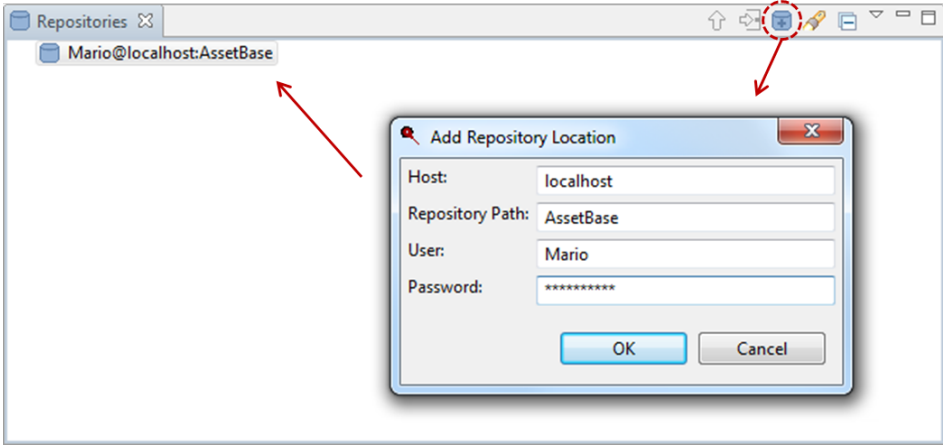 Repositories
Mario@localhost:AssetBase
Add Repository Location
Host: localhost
Repository Path: AssetBase
User: Mario
Password: **********
OK Cancel